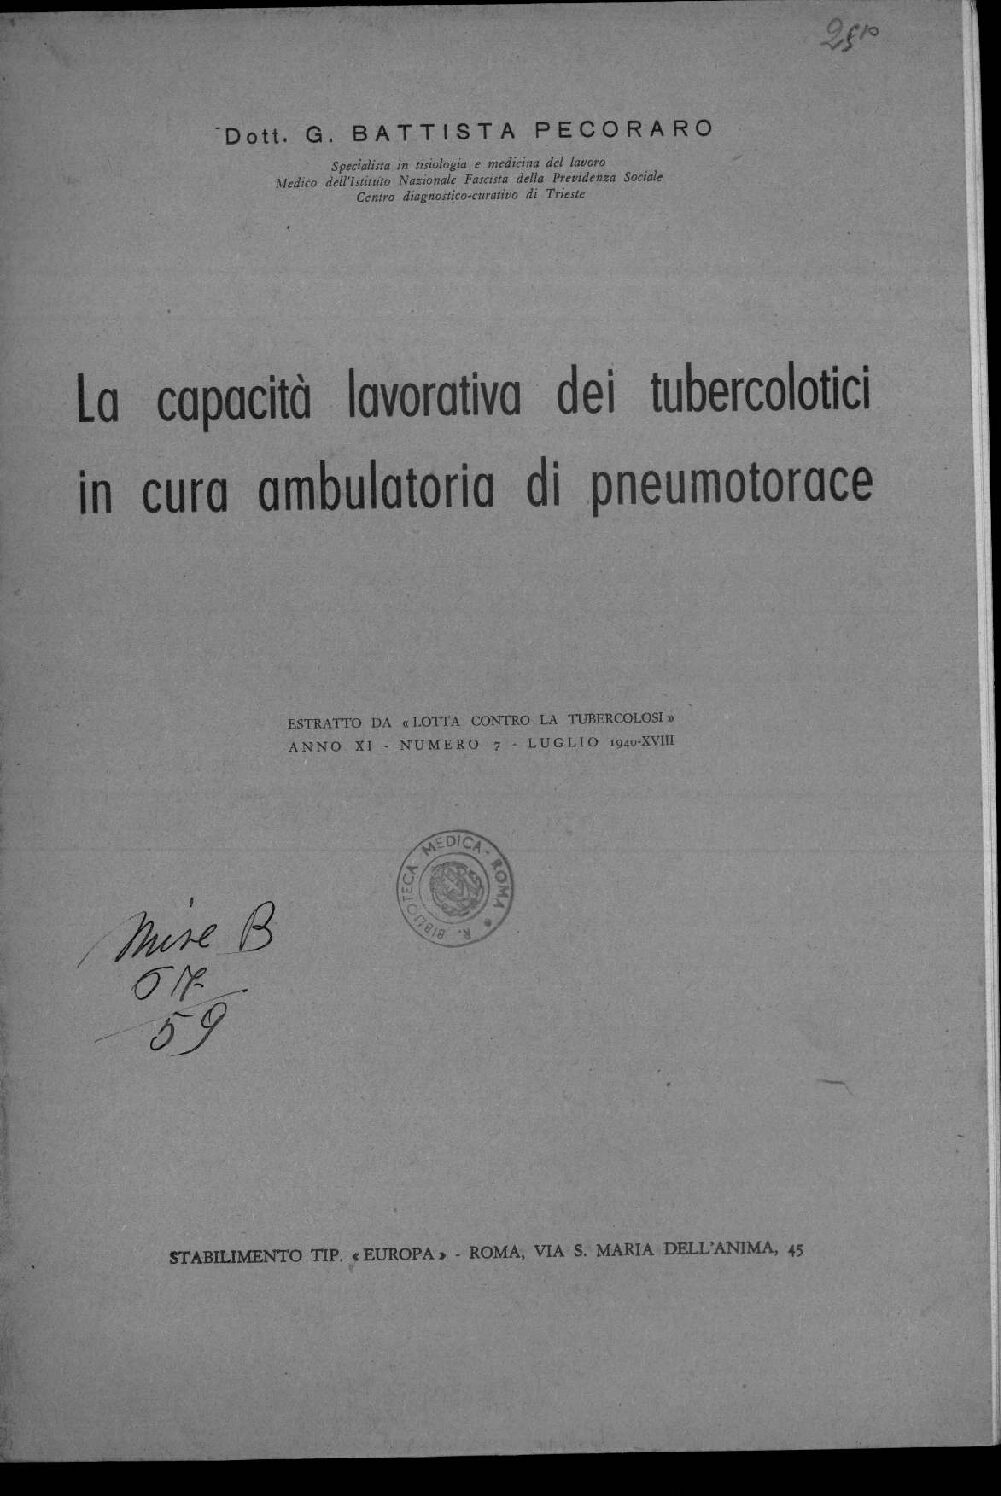 Dott. G. BATTISTA PECORARO
Specialista in tisiologia e medicina del lavoro
Medico dell'Istituto Nazionale Fascista della Previdenza Sociale
Centro diagnostico-curativo di Trieste
La capacità lavorativa dei tubercolotici
in cura ambulatoria di pneumotorace
ESTRATTO DA « LOTTA CONTRO LA TUBERCOLOSI »
ANNO XI - NUMERO 7 - LUGLIO 1940-XVIII
R. BIBLIOTECA MEDICA - ROMA
B
59
STABILIMENTO TIP. « EUROPA » - ROMA, VIA S. MARIA DELL'ANIMA, 45